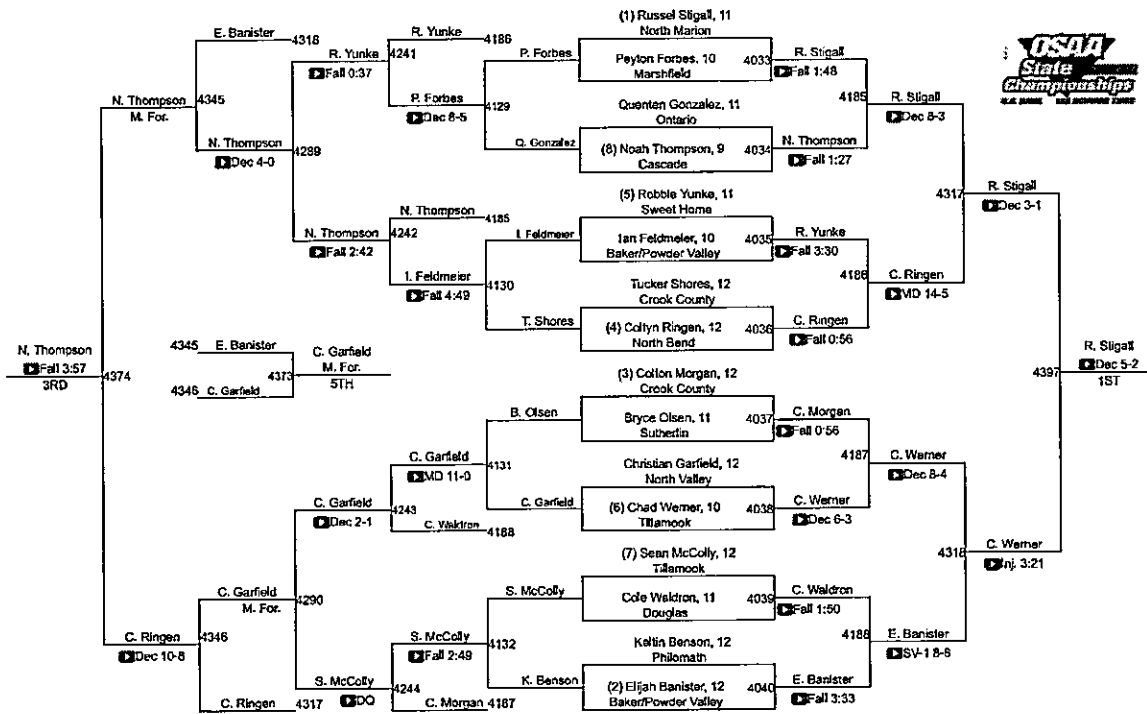 OSAA
State
Championships
(1) Russel Stigall, 11
North Marion
Peyton Forbes, 10
Marshfield
4033
Quenten Gonzalez, 11
Ontario
(8) Noah Thompson, 9
Cascade
4034
(5) Robbie Yunke, 11
Sweet Home
Ian Feldmeier, 10
Baker/Powder Valley
4035
Tucker Shores, 12
Crook County
(4) Coltyn Ringen, 12
North Bend
4036
(3) Colton Morgan, 12
Crook County
Bryce Olsen, 11
Sutherlin
4037
Christian Garfield, 12
North Valley
(6) Chad Werner, 10
Tillamook
4038
(7) Sean McColly, 12
Tillamook
Cole Waldron, 11
Douglas
4039
Keltin Benson, 12
Philomath
(2) Elijah Banister, 12
Baker/Powder Valley
4040
R. Stigall
Fall 1:48
4185
N. Thompson
Fall 1:27
R. Yunke
Fall 3:30
4186
C. Ringen
Fall 0:56
C. Morgan
Fall 0:56
4187
C. Werner
Dec 6-3
C. Waldron
Fall 1:50
4188
E. Banister
Fall 3:33
R. Stigall
Dec 8-3
4317
C. Ringen
MD 14-5
C. Werner
Dec 8-4
4318
E. Banister
SV-1 8-6
R. Stigall
Dec 3-1
4397
C. Werner
Inj. 3:21
R. Stigall
Dec 5-2
1ST
P. Forbes
4129
Q. Gonzalez
I. Feldmeier
4130
T. Shores
B. Olsen
4131
C. Garfield
S. McColly
4132
K. Benson
R. Yunke
4186
4241
P. Forbes
Dec 8-5
N. Thompson
4185
4242
I. Feldmeier
Fall 4:49
C. Garfield
MD 11-0
4243
C. Waldron
4188
S. McColly
Fall 2:49
4244
C. Morgan
4187
R. Yunke
Fall 0:37
4289
N. Thompson
Fall 2:42
C. Garfield
Dec 2-1
4290
S. McColly
DQ
E. Banister
4318
4345
N. Thompson
Dec 4-0
C. Garfield
M. For.
4346
C. Ringen
4317
N. Thompson
M. For.
4374
C. Ringen
Dec 10-8
N. Thompson
Fall 3:57
3RD
4345
E. Banister
4373
4346
C. Garfield
C. Garfield
M. For.
5TH